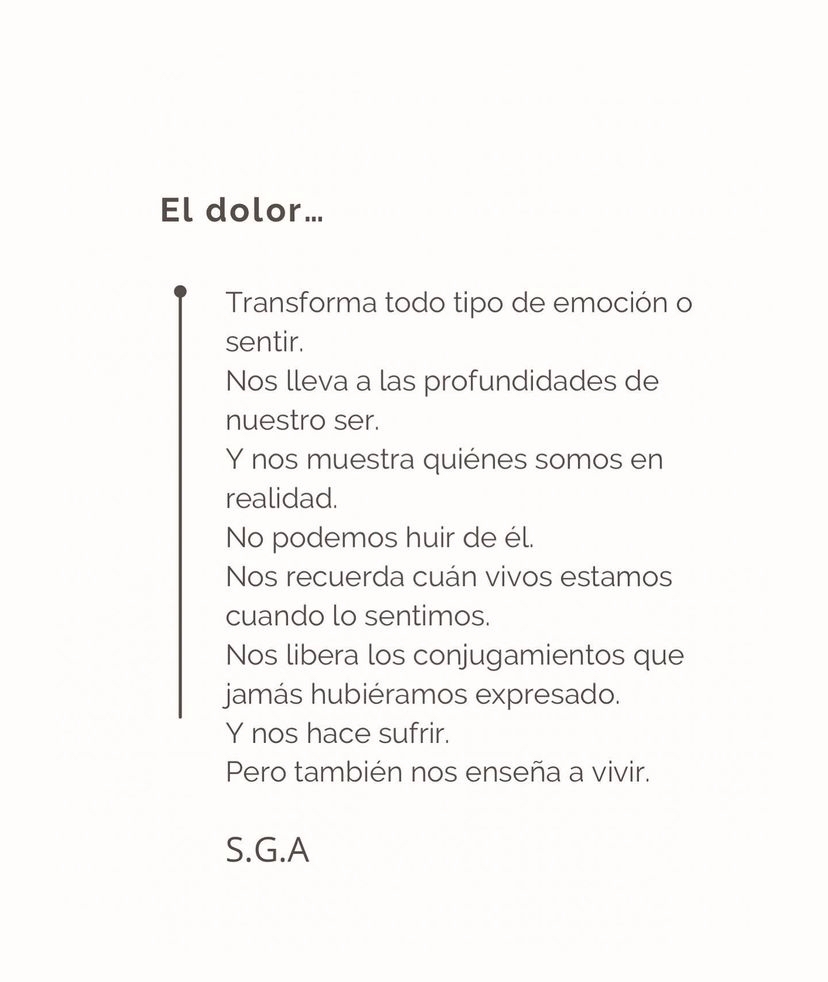 El dolor...
Transforma todo tipo de emoción o
sentir.
Nos lleva a las profundidades de
nuestro ser.
Y nos muestra quiénes somos en
realidad.
No podemos huir de él.
Nos recuerda cuán vivos estamos
cuando lo sentimos.
Nos libera los conjugamientos que
jamás hubiéramos expresado.
Y nos hace sufrir.
Pero también nos enseña a vivir.
S.G.A